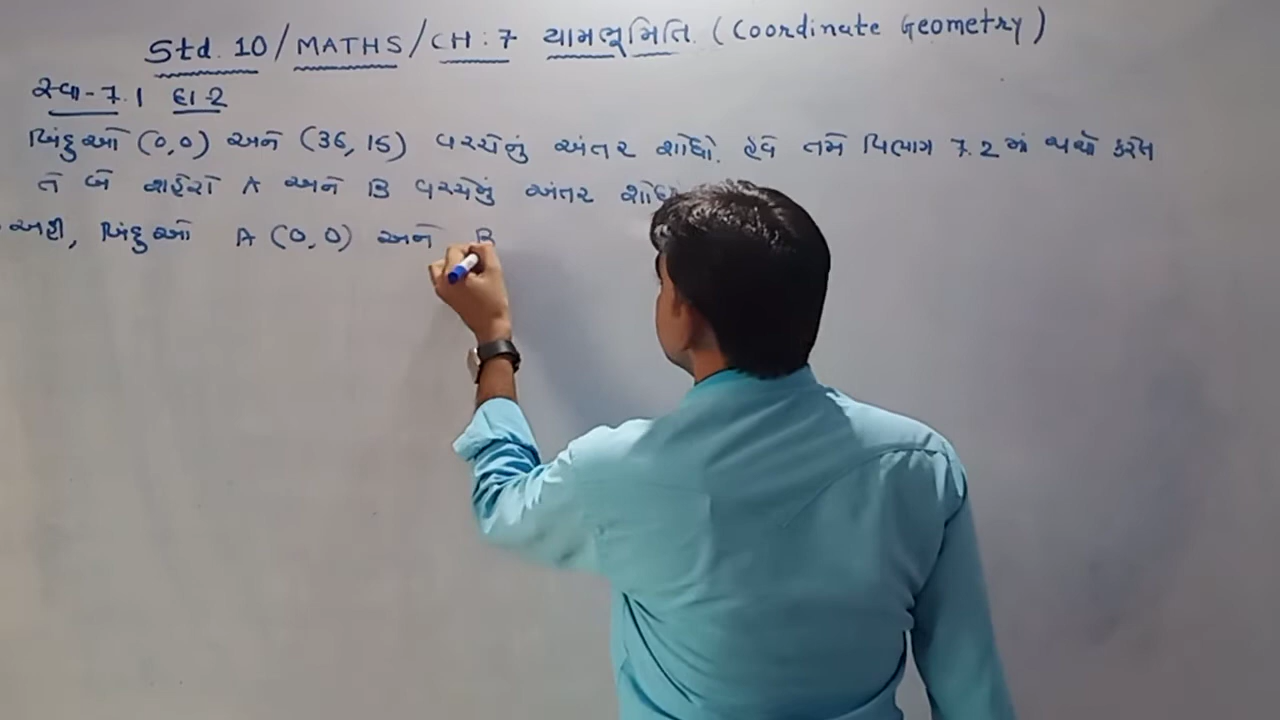 Std. 10 / MATHS / CH : 7 યામભૂમિતિ. (Coordinate Geometry)
સ્વા-7.1 દા-2
બિંદુઓ (0,0) અને (36,15) વચ્ચેનું અંતર શોધો. હવે તમે વિભાગ 7.2 માં ચર્ચા કરેલ
તે બે શહેરો A અને B વચ્ચેનું અંતર
અહી, બિંદુઓ A (0,0) અને B